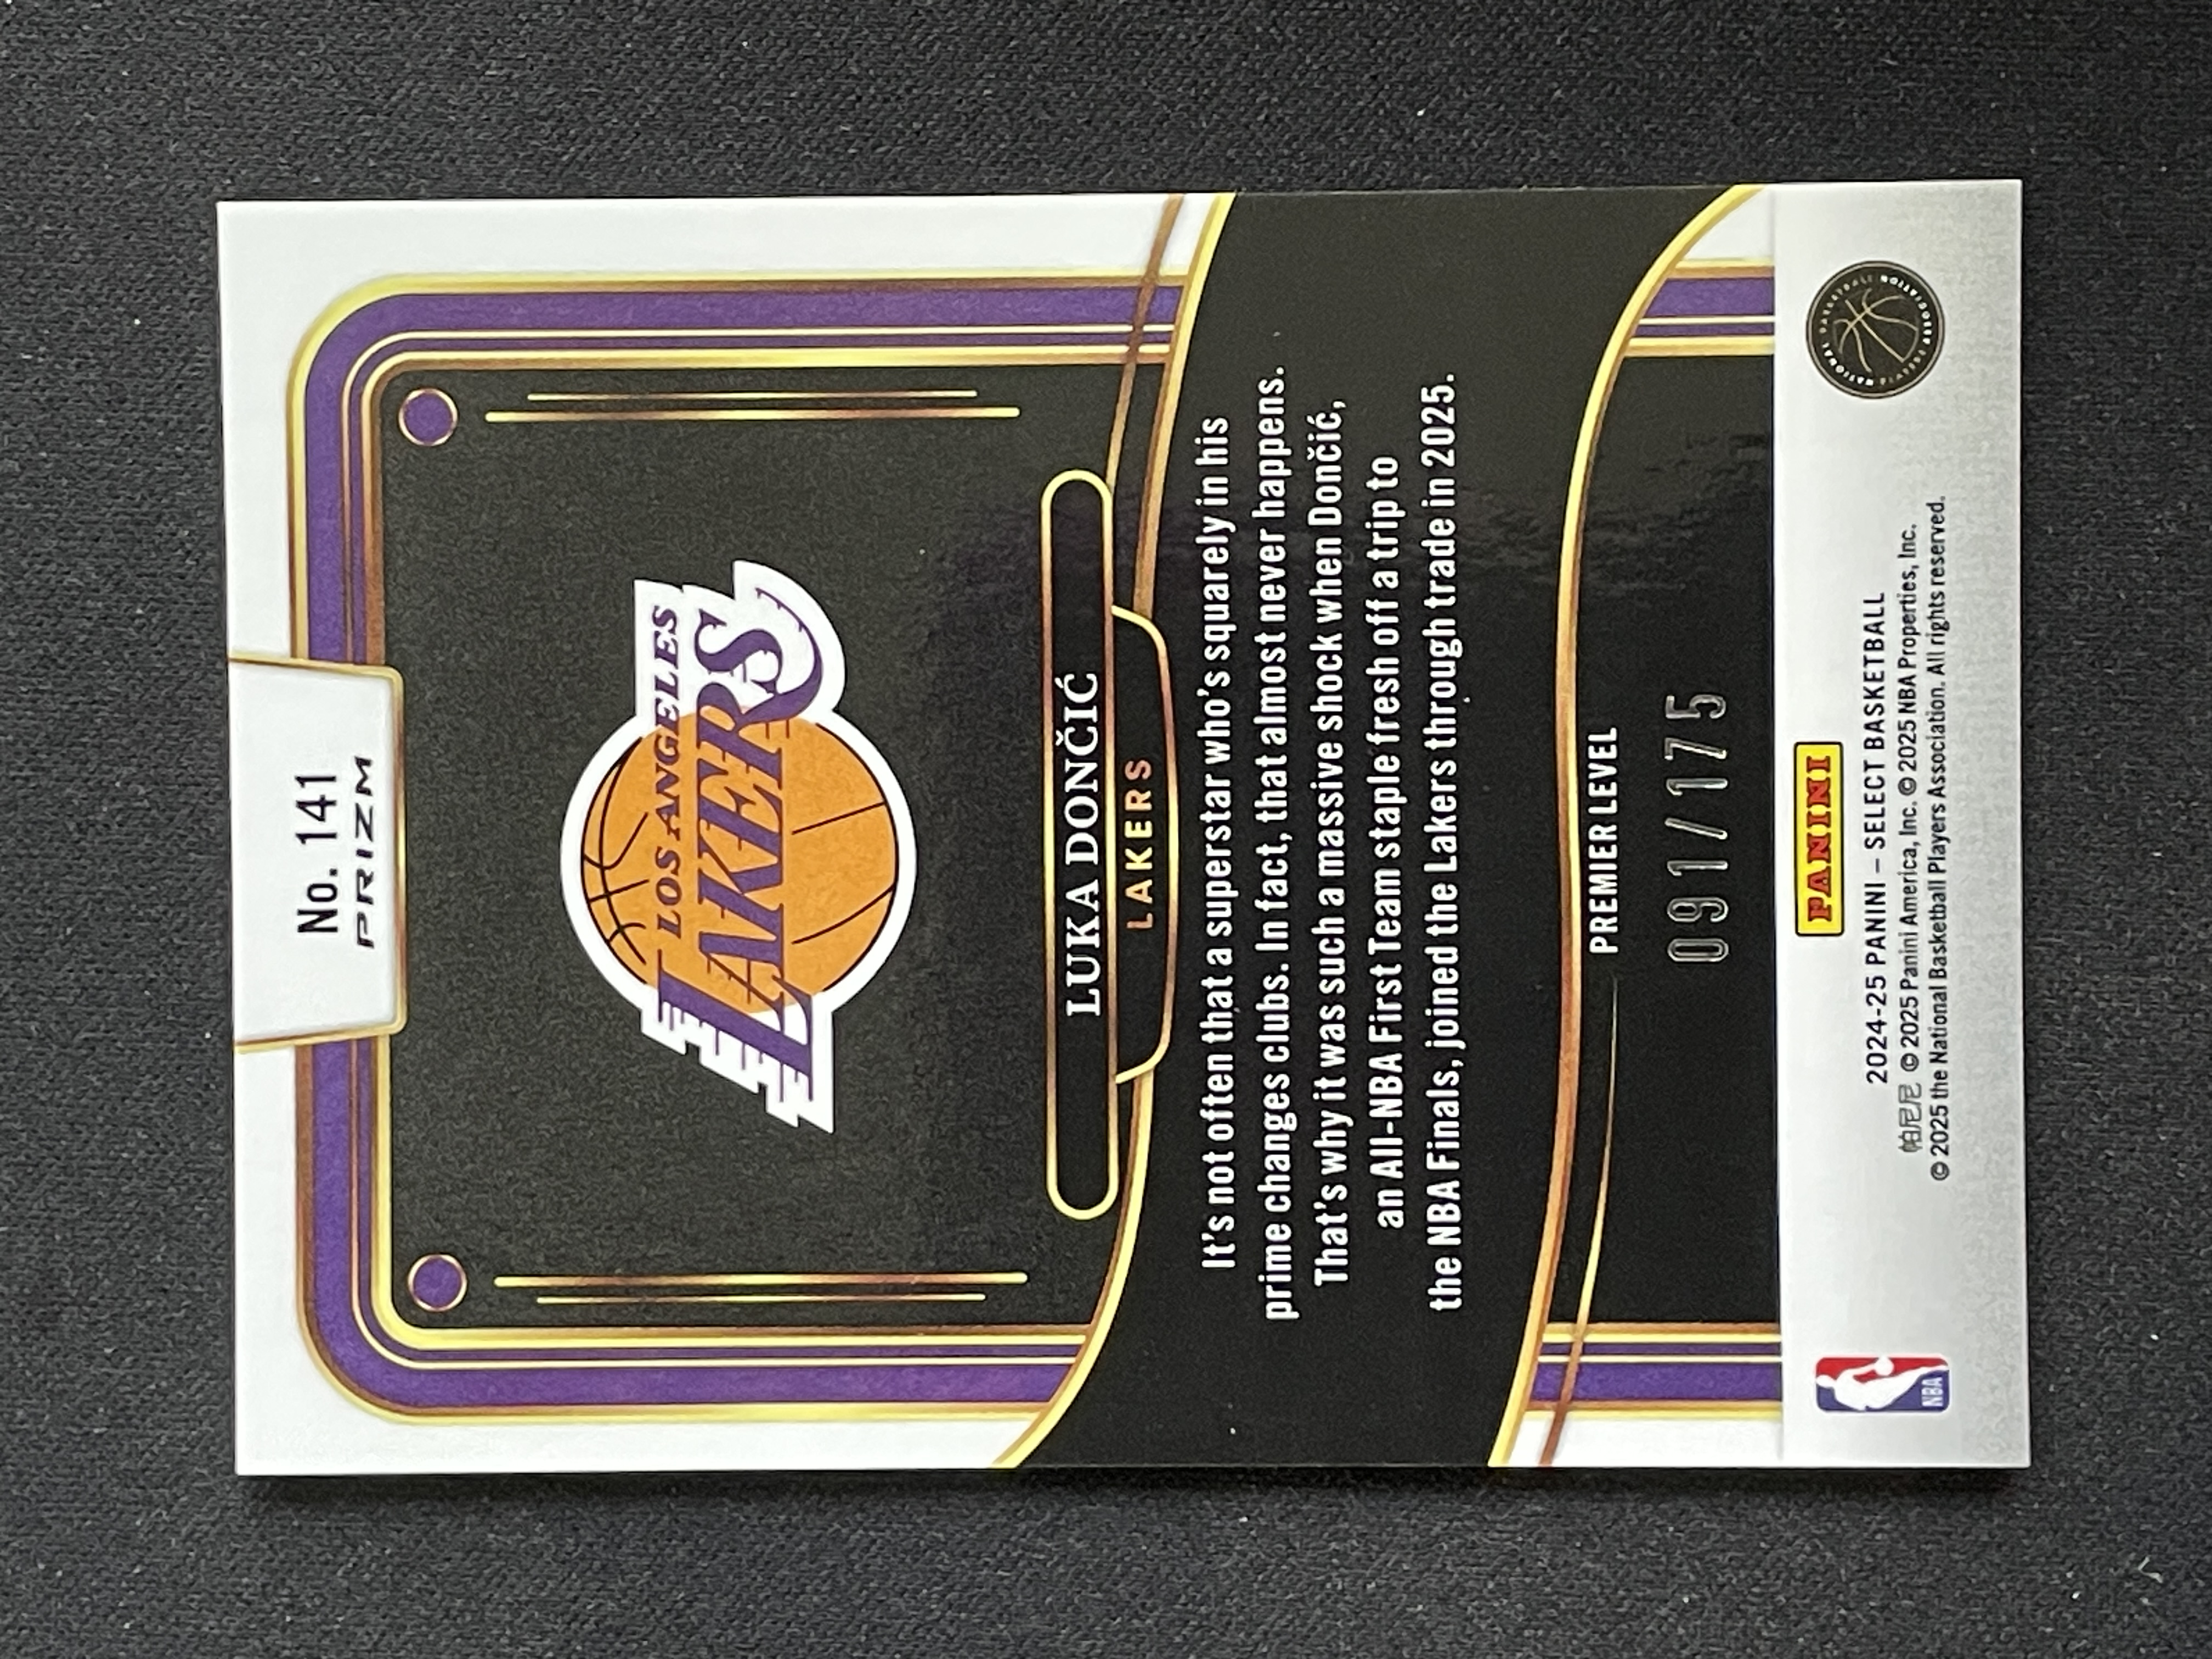 No. 141
PRIZM
LOS ANGELES
LAKERS
LUKA DONČIĆ
LAKERS
It's not often that a superstar who's squarely in his
prime changes clubs. In fact, that almost never happens.
That's why it was such a massive shock when Dončić,
an All-NBA First Team staple fresh off a trip to
the NBA Finals, joined the Lakers through trade in 2025.
PREMIER LEVEL
091/175
PANINI
2024-25 PANINI – SELECT BASKETBALL
帕尼尼 © 2025 Panini America, Inc. © 2025 NBA Properties, Inc.
© 2025 the National Basketball Players Association. All rights reserved.
NBA
NATIONAL BASKETBALL